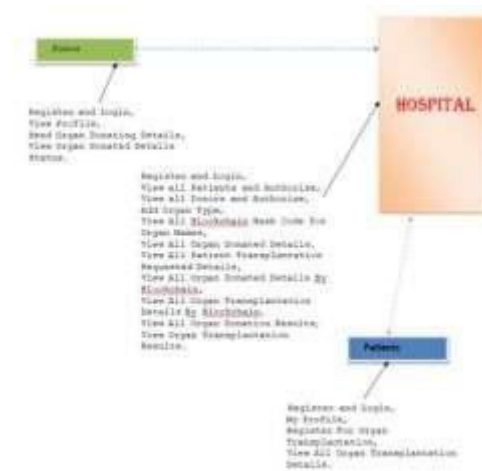 Donor
Register and Login,
View Profile,
Send Organ Donating Details,
View Organ Donated Details
Status.
HOSPITAL
Register and Login,
View all Patients and Authorize,
View all Donors and Authorize,
Add Organ Type,
View All Blockchain Hash Code for
Organ Names,
View All Organ Donated Details,
View All Patient Transplantation
Requested Details,
View All Organ Donated Details By
Blockchain,
View All Organ Transplantation
Details By Blockchain,
View All Organ Donation Results,
View Organ Transplantation
Results.
Patients
Register and Login,
My Profile,
Register For Organ
Transplantation,
View All Organ Transplantation
Details.